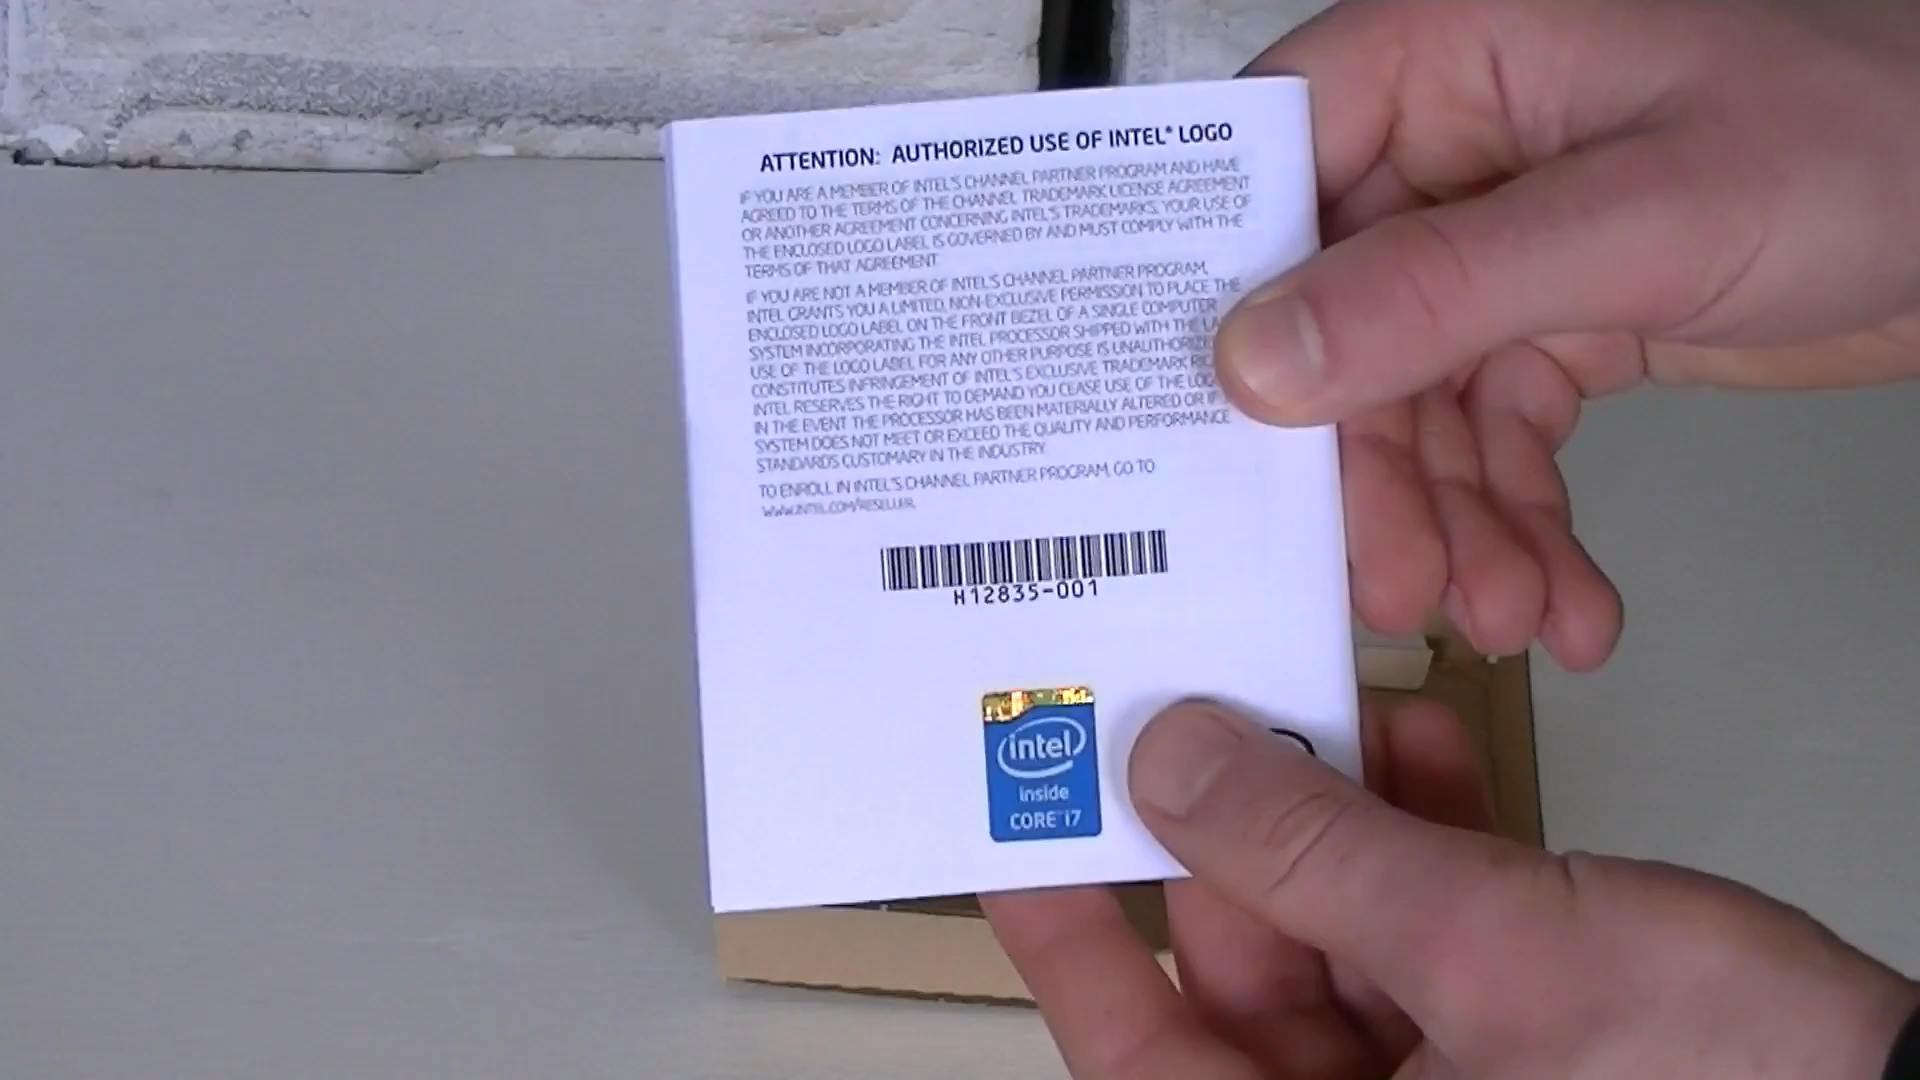 ATTENTION: AUTHORIZED USE OF INTEL® LOGO
IF YOU ARE A MEMBER OF INTEL'S CHANNEL PARTNER PROGRAM AND HAVE
AGREED TO THE TERMS OF THE CHANNEL TRADEMARK LICENSE AGREEMENT
OR ANOTHER AGREEMENT CONCERNING INTEL'S TRADEMARKS, YOUR USE OF
THE ENCLOSED LOGO LABEL IS GOVERNED BY AND MUST COMPLY WITH THE
TERMS OF THAT AGREEMENT.
IF YOU ARE NOT A MEMBER OF INTEL'S CHANNEL PARTNER PROGRAM,
INTEL GRANTS YOU A LIMITED, NON-EXCLUSIVE PERMISSION TO PLACE THE
ENCLOSED LOGO LABEL ON THE FRONT BEZEL OF A SINGLE COMPUTER
SYSTEM INCORPORATING THE INTEL PROCESSOR SHIPPED WITH THE
USE OF THE LOGO LABEL FOR ANY OTHER PURPOSE IS
CONSTITUTES INFRINGEMENT OF INTEL'S EXCLUSIVE TRADEMARK
INTEL RESERVES THE RIGHT TO DEMAND YOU CEASE USE OF THE
IN THE EVENT THE PROCESSOR HAS BEEN MATERIALLY ALTERED OR IF
SYSTEM DOES NOT MEET OR EXCEED THE QUALITY AND PERFORMANCE
STANDARDS CUSTOMARY IN THE INDUSTRY.
TO ENROLL IN INTEL'S CHANNEL PARTNER PROGRAM, GO TO
WWW.INTEL.COM/RESELLER.
H12835-001
intel
inside
CORE™ i7